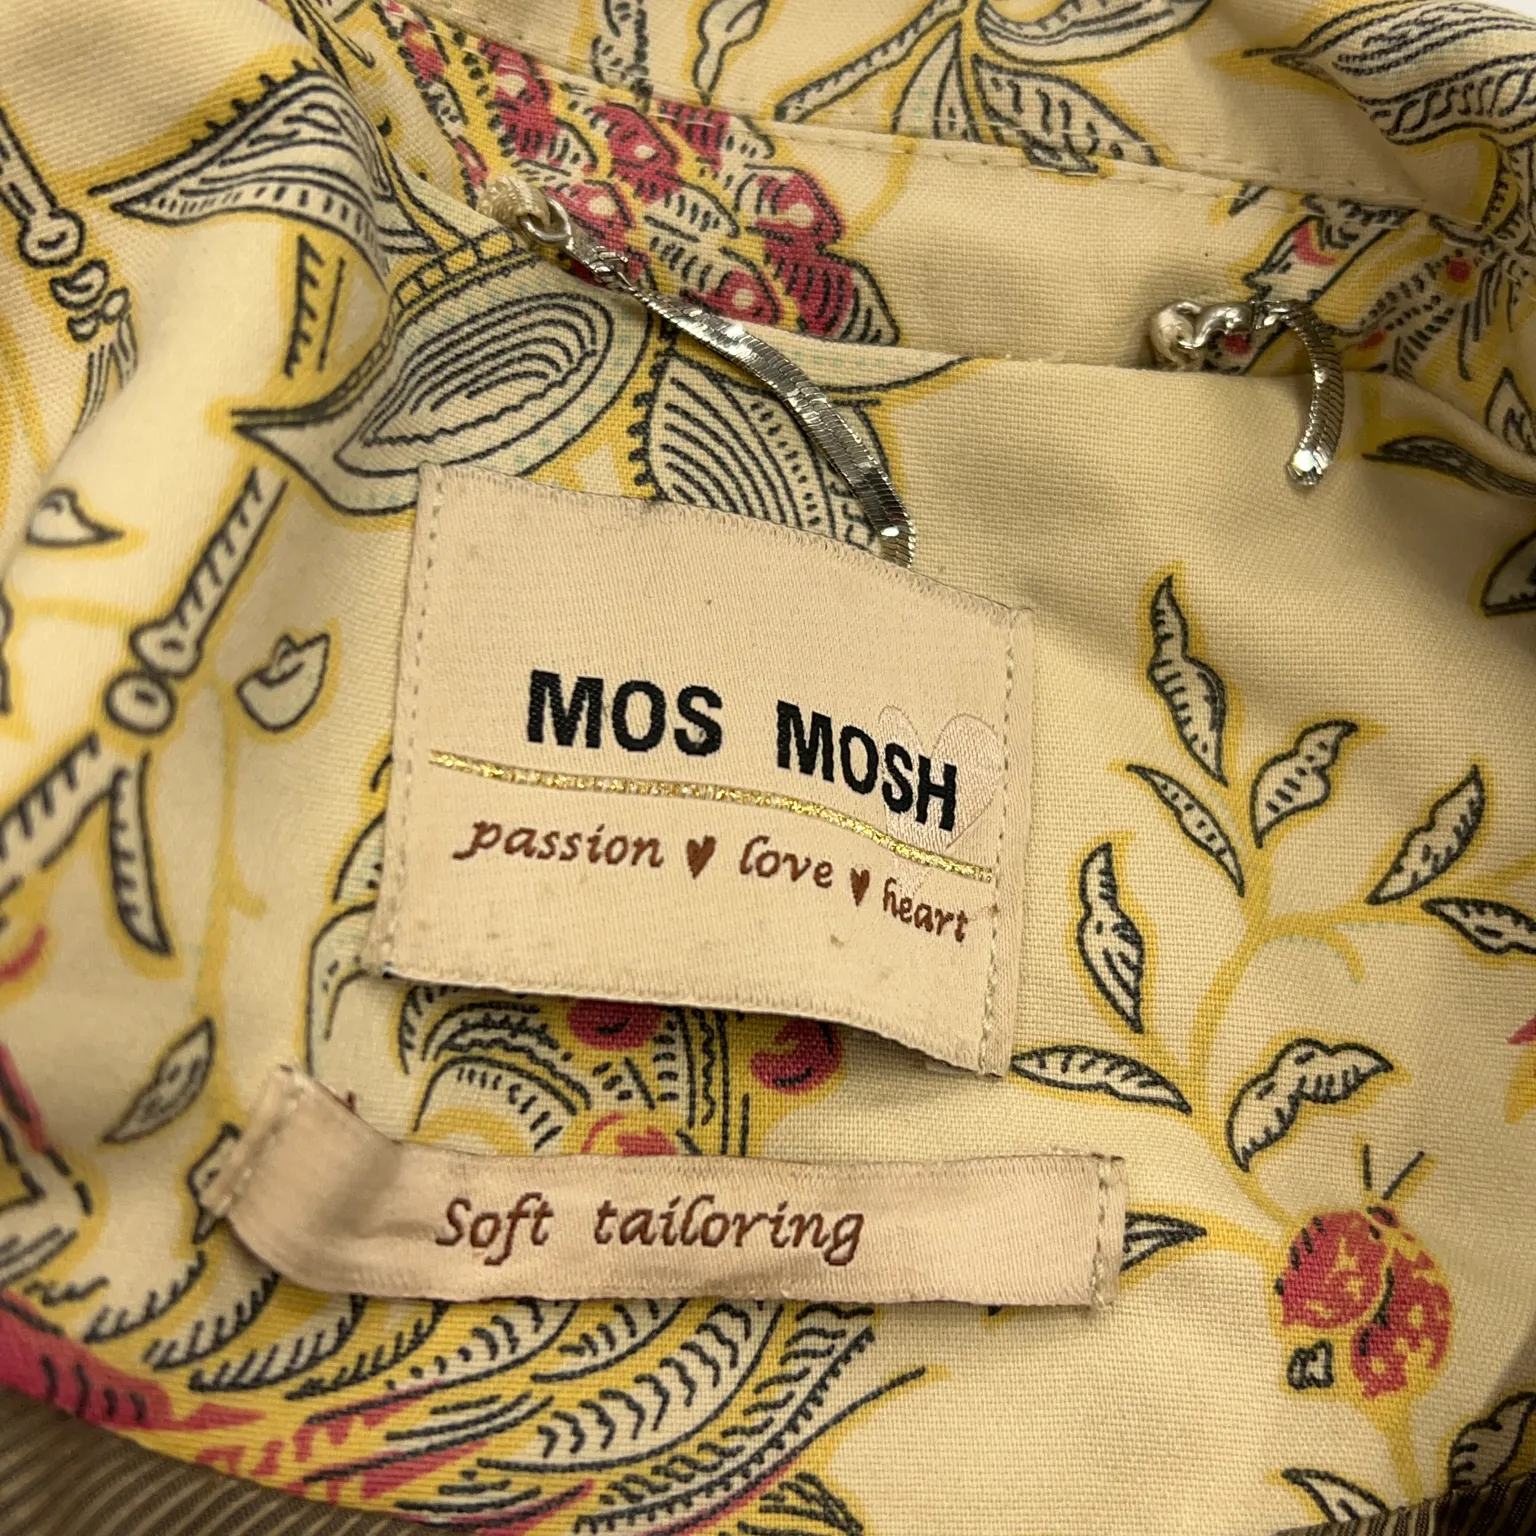 MOS MOSH
passion ♥ love ♥ heart
Soft tailoring